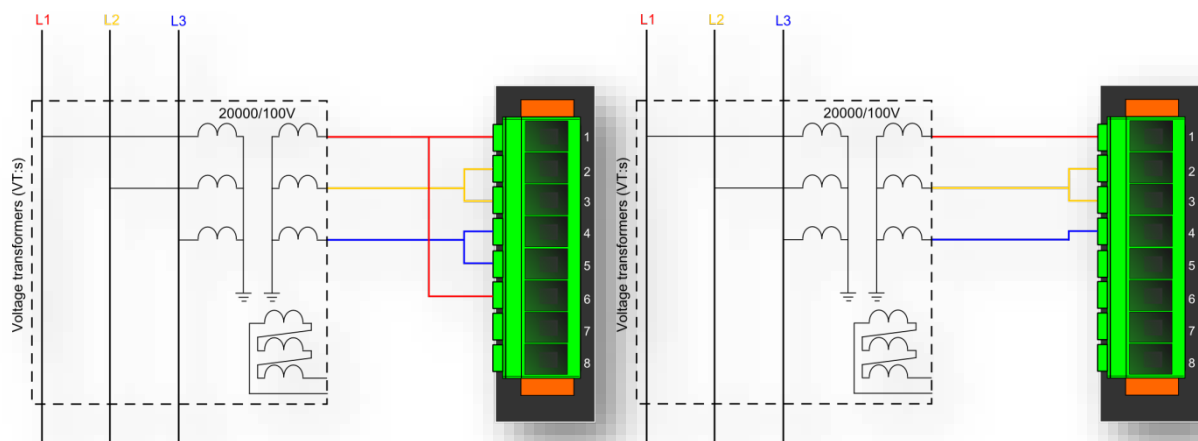 L1 L2 L3
20000/100V
Voltage transformers (VT:s)
1
2
3
4
5
6
7
8
L1 L2 L3
20000/100V
Voltage transformers (VT:s)
1
2
3
4
5
6
7
8